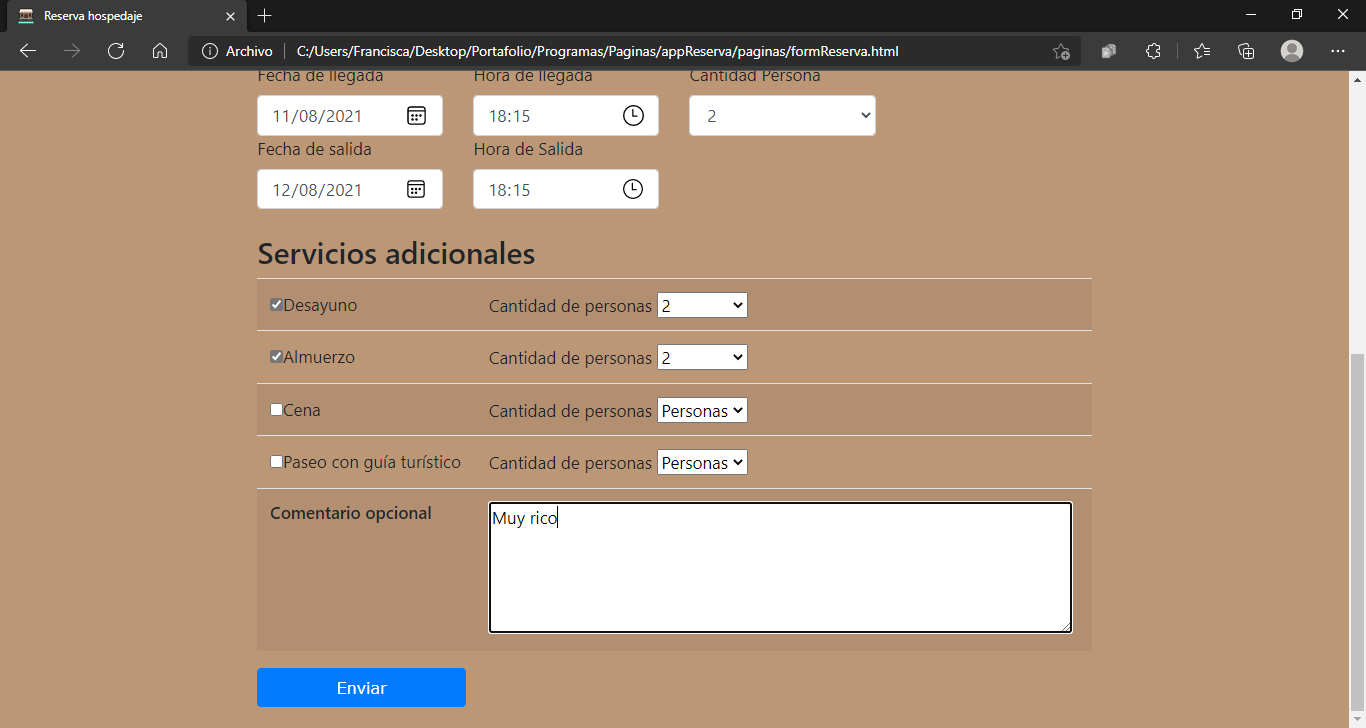 Reserva hospedaje
Archivo C:/Users/Francisca/Desktop/Portafolio/Programas/Paginas/appReserva/paginas/formReserva.html
Fecha de llegada Hora de llegada Cantidad Persona
11/08/2021 18:15 2
Fecha de salida Hora de Salida
12/08/2021 18:15
Servicios adicionales
Desayuno Cantidad de personas 2
Almuerzo Cantidad de personas 2
Cena Cantidad de personas Personas
Paseo con guía turístico Cantidad de personas Personas
Comentario opcional Muy rico
Enviar